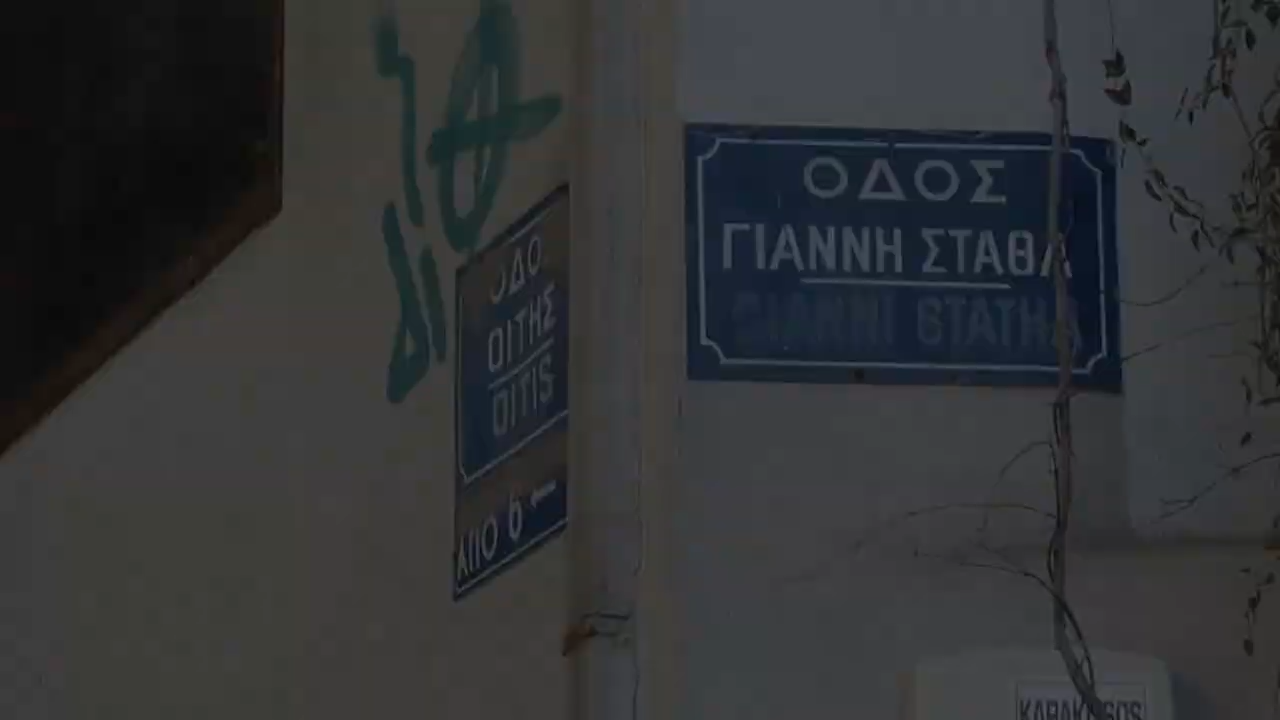 ΟΔΟ
ΟΙΤΗΣ
OITIS
ΑΠΟ 6
ΟΔΟΣ
ΓΙΑΝΝΗ ΣΤΑΘΑ
GIANNI STATHA